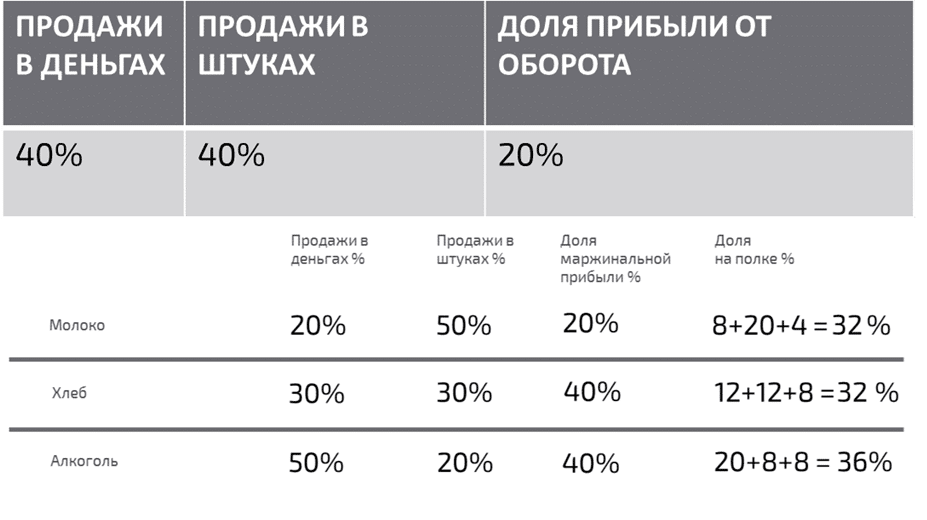 ПРОДАЖИ В ДЕНЬГАХ
ПРОДАЖИ В ШТУКАХ
ДОЛЯ ПРИБЫЛИ ОТ ОБОРОТА
40% 40% 20%
Продажи в деньгах %
Продажи в штуках %
Доля маржинальной прибыли %
Доля на полке %
Молоко 20% 50% 20% 8+20+4 = 32 %
Хлеб 30% 30% 40% 12+12+8 =32 %
Алкоголь 50% 20% 40% 20+8+8 = 36%